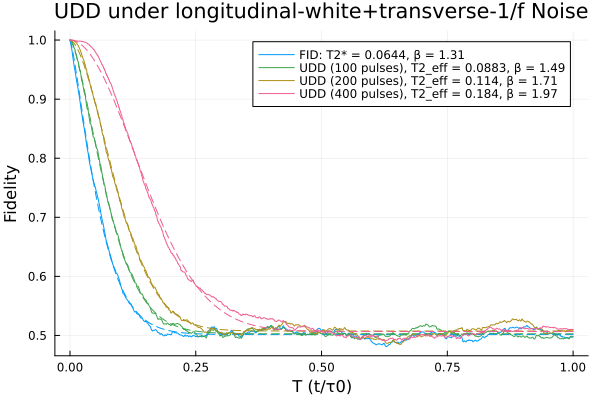 UDD under longitudinal-white+transverse-1/f Noise
FID: T2* = 0.0644, β = 1.31
UDD (100 pulses), T2_eff = 0.0883, β = 1.49
UDD (200 pulses), T2_eff = 0.114, β = 1.71
UDD (400 pulses), T2_eff = 0.184, β = 1.97
Fidelity
1.0
0.9
0.8
0.7
0.6
0.5
0.00
0.25
0.50
0.75
1.00
T (t/τ0)